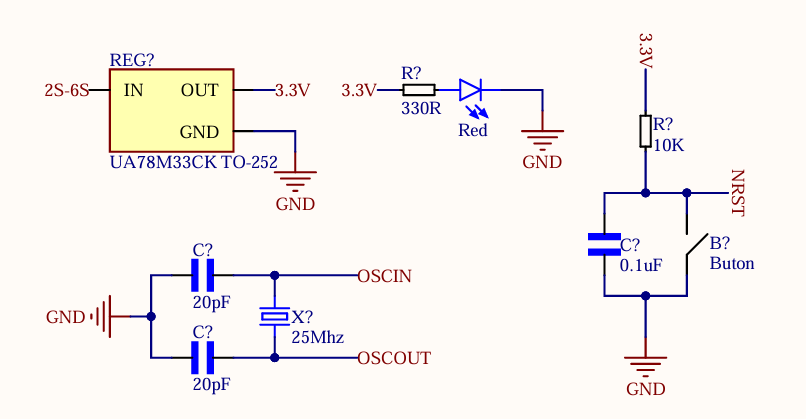 REG?
2S-6S
IN
OUT
3.3V
GND
UA78M33CK TO-252
GND
3.3V
R?
330R
Red
GND
3.3V
R?
10K
NRST
C?
0.1uF
B?
Buton
GND
C?
20pF
OSCIN
GND
X?
25Mhz
C?
20pF
OSCOUT